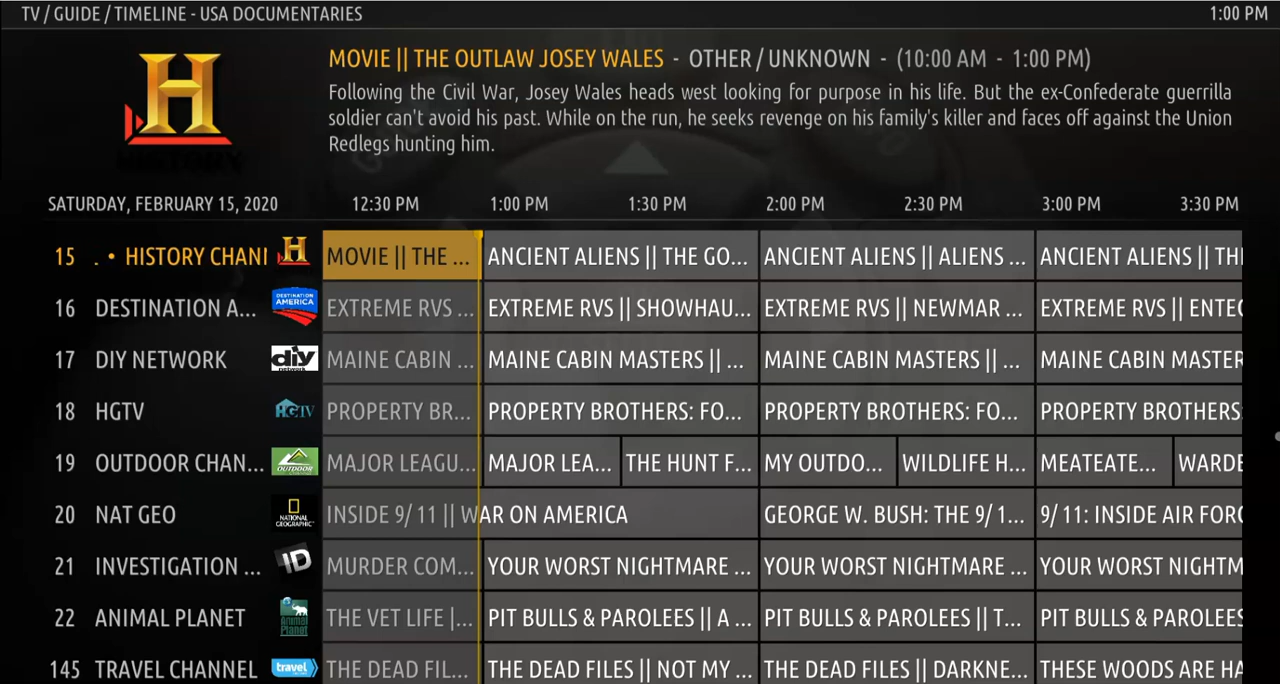 TV / GUIDE / TIMELINE - USA DOCUMENTARIES 1:00 PM
MOVIE || THE OUTLAW JOSEY WALES - OTHER / UNKNOWN - (10:00 AM - 1:00 PM)
Following the Civil War, Josey Wales heads west looking for purpose in his life. But the ex-Confederate guerrilla
soldier can't avoid his past. While on the run, he seeks revenge on his family's killer and faces off against the Union
Redlegs hunting him.
H
HISTORY
SATURDAY, FEBRUARY 15, 2020 12:30 PM 1:00 PM 1:30 PM 2:00 PM 2:30 PM 3:00 PM 3:30 PM
15 . • HISTORY CHANI H MOVIE || THE ... ANCIENT ALIENS || THE GO... ANCIENT ALIENS || ALIENS ... ANCIENT ALIENS || THI
16 DESTINATION A... DESTINATION AMERICA EXTREME RVS ... EXTREME RVS || SHOWHAU... EXTREME RVS || NEWMAR ... EXTREME RVS || ENTEC
17 DIY NETWORK diy NETWORK MAINE CABIN ... MAINE CABIN MASTERS || ... MAINE CABIN MASTERS || ... MAINE CABIN MASTER
18 HGTV HGTV PROPERTY BR... PROPERTY BROTHERS: FO... PROPERTY BROTHERS: FO... PROPERTY BROTHERS
19 OUTDOOR CHAN... OUTDOOR MAJOR LEAGU... MAJOR LEA... THE HUNT F... MY OUTDO... WILDLIFE H... MEATEATE... WARDE
20 NAT GEO NATIONAL GEOGRAPHIC INSIDE 9/11 || WAR ON AMERICA GEORGE W. BUSH: THE 9/1... 9/11: INSIDE AIR FORC
21 INVESTIGATION ... ID MURDER COM... YOUR WORST NIGHTMARE ... YOUR WORST NIGHTMARE ... YOUR WORST NIGHTM
22 ANIMAL PLANET Animal Planet THE VET LIFE |... PIT BULLS & PAROLEES || A ... PIT BULLS & PAROLEES || T... PIT BULLS & PAROLEES
145 TRAVEL CHANNEL travel THE DEAD FIL... THE DEAD FILES || NOT MY ... THE DEAD FILES || DARKNE... THESE WOODS ARE HA